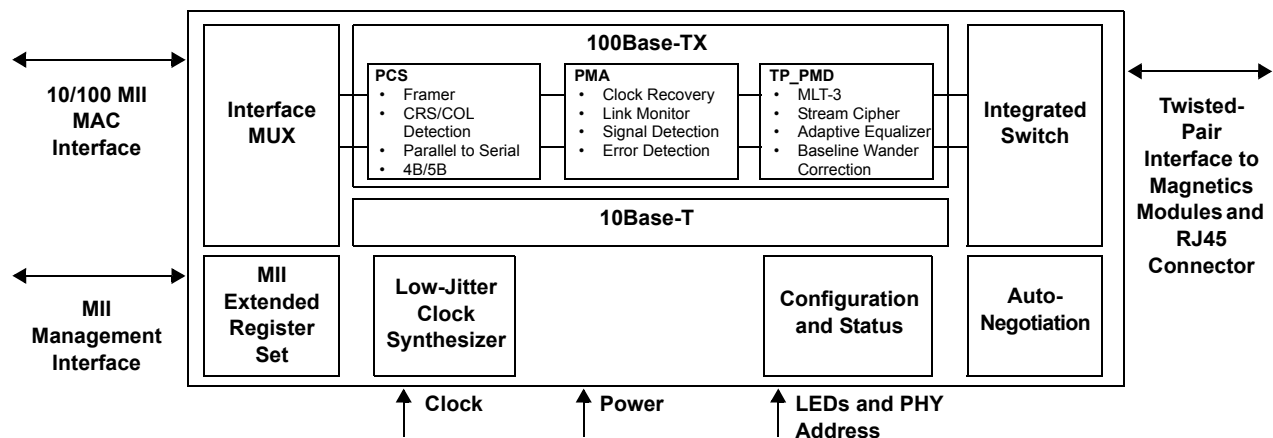 100Base-TX
10/100 MII
MAC
Interface
Interface
MUX
PCS
• Framer
• CRS/COL
Detection
• Parallel to Serial
• 4B/5B
PMA
• Clock Recovery
• Link Monitor
• Signal Detection
• Error Detection
TP_PMD
• MLT-3
• Stream Cipher
• Adaptive Equalizer
• Baseline Wander
Correction
Integrated
Switch
Twisted-
Pair
Interface to
Magnetics
Modules and
RJ45
Connector
10Base-T
MII
Management
Interface
MII
Extended
Register
Set
Low-Jitter
Clock
Synthesizer
Configuration
and Status
Auto-
Negotiation
Clock
Power
LEDs and PHY
Address